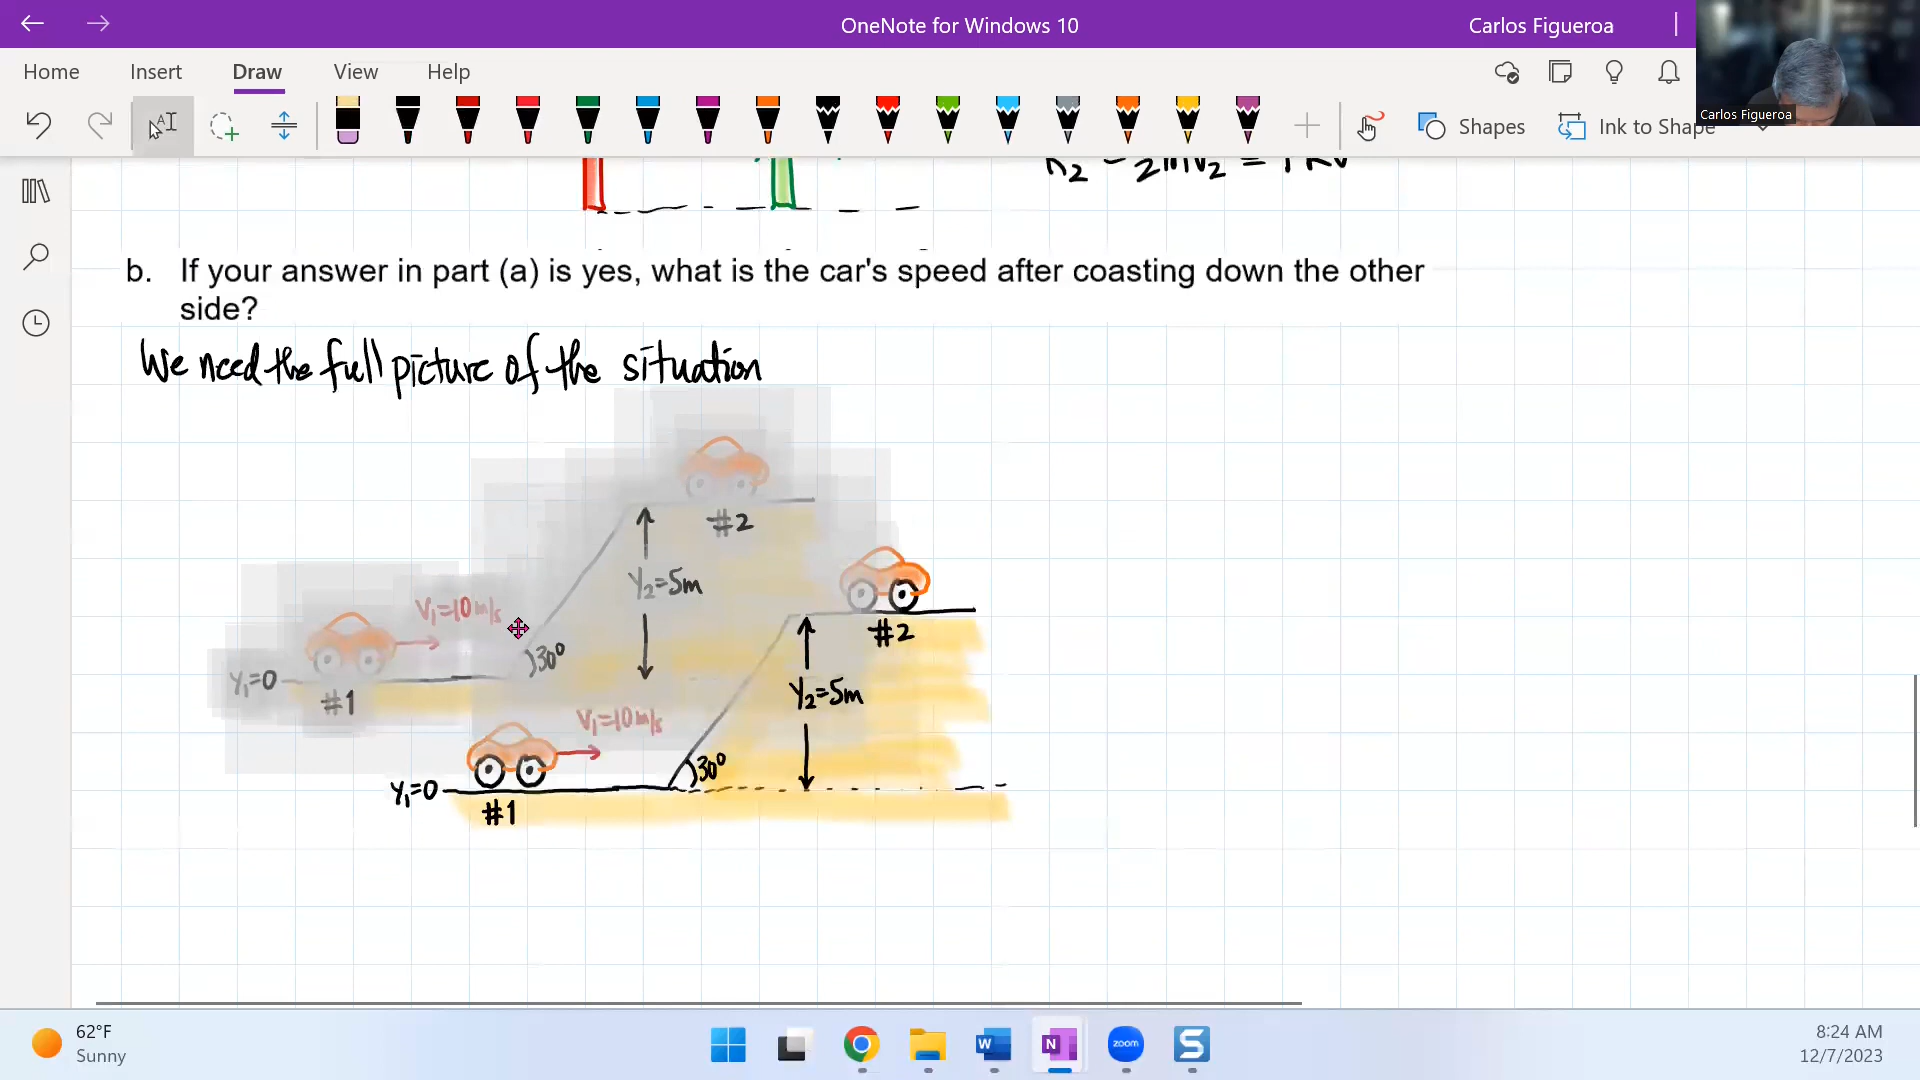 OneNote for Windows 10
Carlos Figueroa
Home Insert Draw View Help
Carlos Figueroa
Shapes Ink to Shape
b. If your answer in part (a) is yes, what is the car's speed after coasting down the other
side?
We need the full picture of the situation
#2
Y₂=5m
V₁=10m/s
30°
Y₁=0
#1
#2
Y₂=5m
V₁=10m/s
30°
Y₁=0
#1
62°F
Sunny
zoom
8:24 AM
12/7/2023